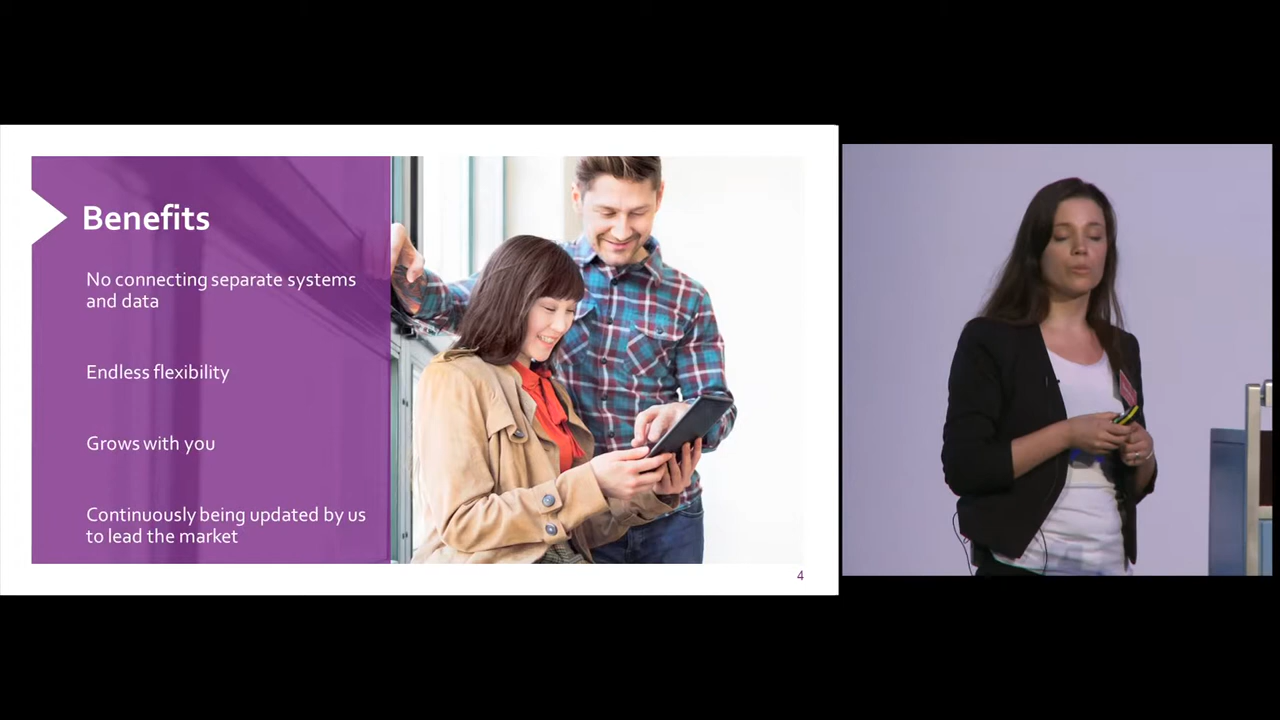 Benefits
No connecting separate systems
and data
Endless flexibility
Grows with you
Continuously being updated by us
to lead the market
4